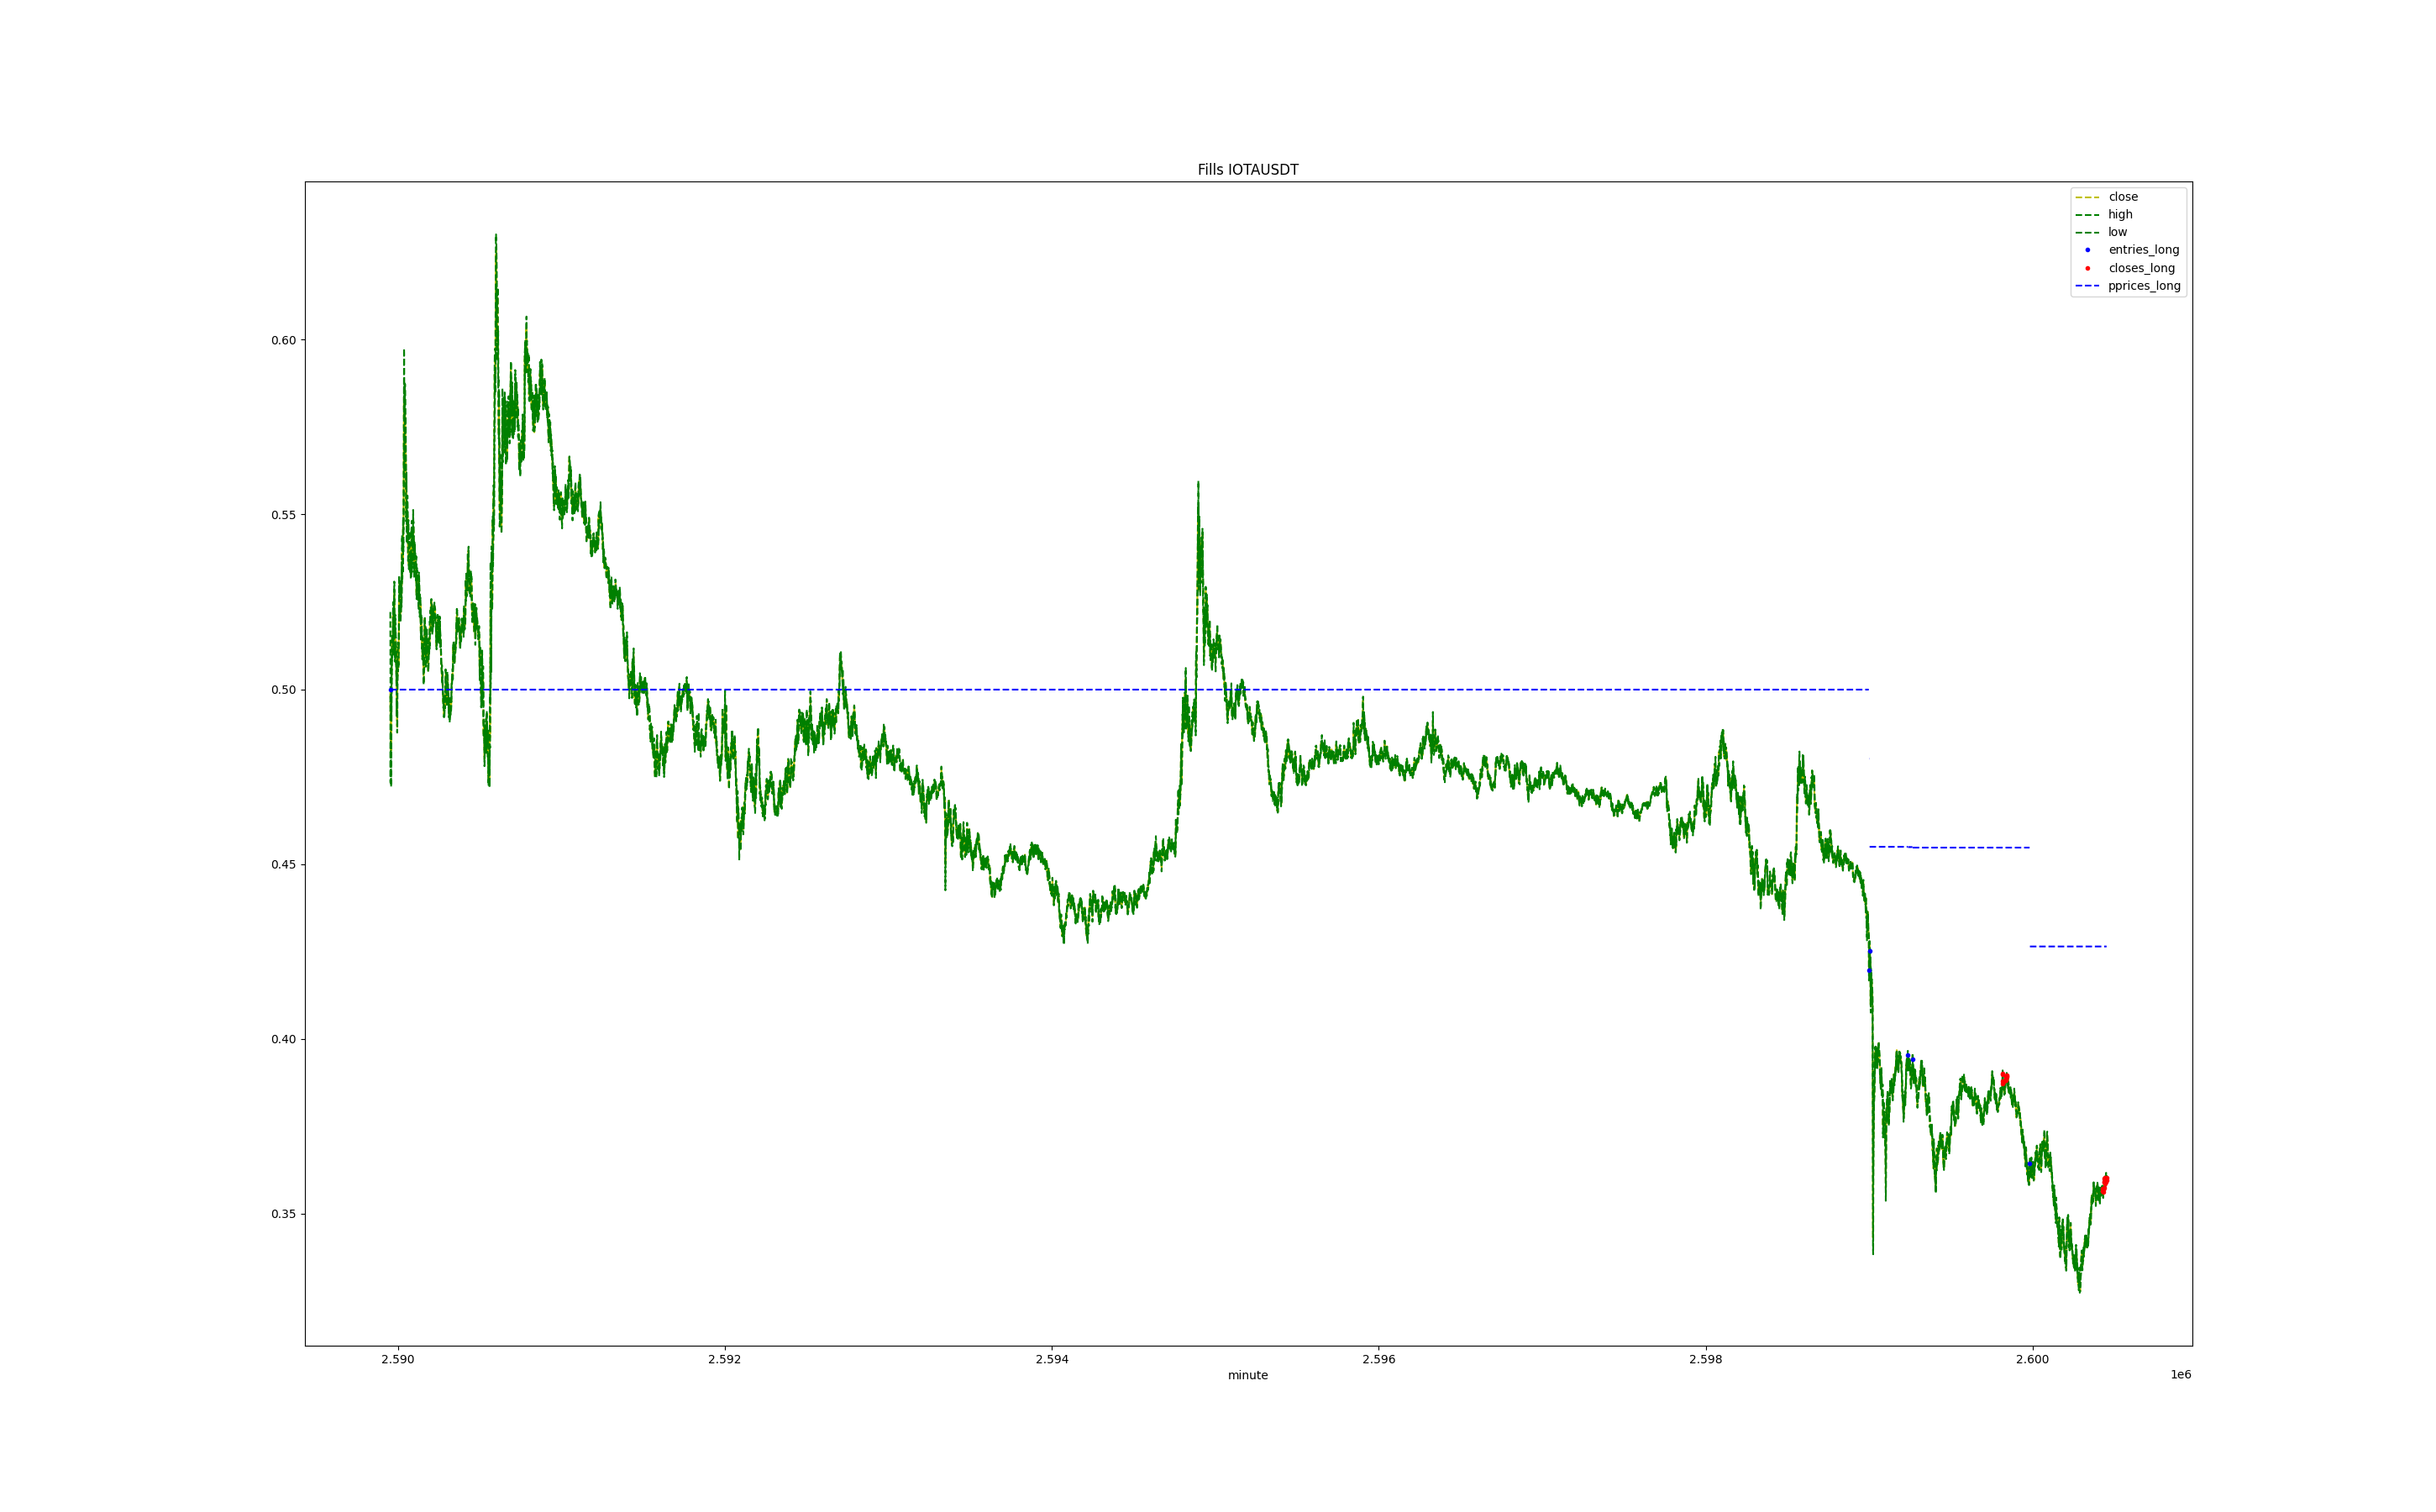 Fills IOTAUSDT
close
high
low
entries_long
closes_long
pprices_long
0.60
0.55
0.50
0.45
0.40
0.35
2.590 2.592 2.594 2.596 2.598 2.600
minute
1e6